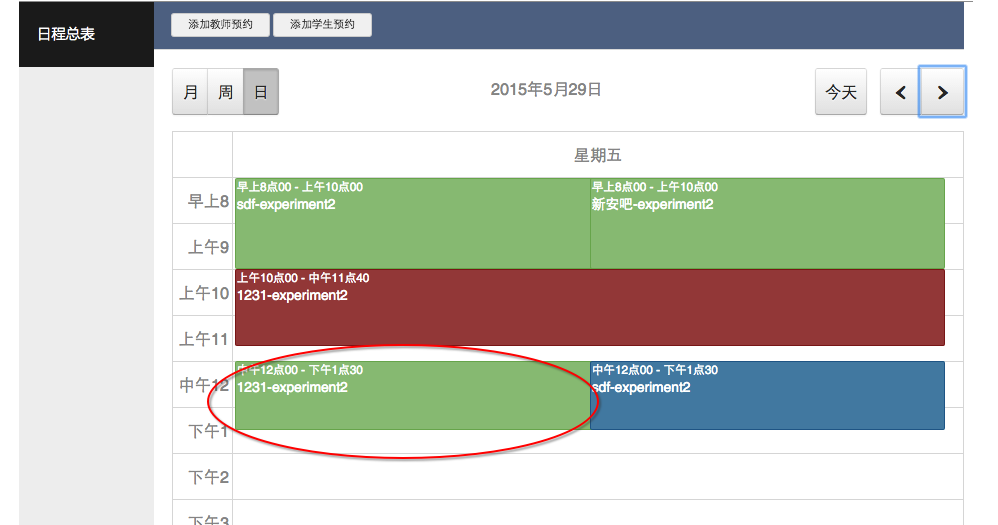 日程总表
添加教师预约 添加学生预约
月 周 日
2015年5月29日
今天
星期五
早上8
早上8点00 - 上午10点00
sdf-experiment2
早上8点00 - 上午10点00
新安吧-experiment2
上午9
上午10
上午10点00 - 中午11点40
1231-experiment2
上午11
中午12
中午12点00 - 下午1点30
1231-experiment2
中午12点00 - 下午1点30
sdf-experiment2
下午1
下午2
下午3